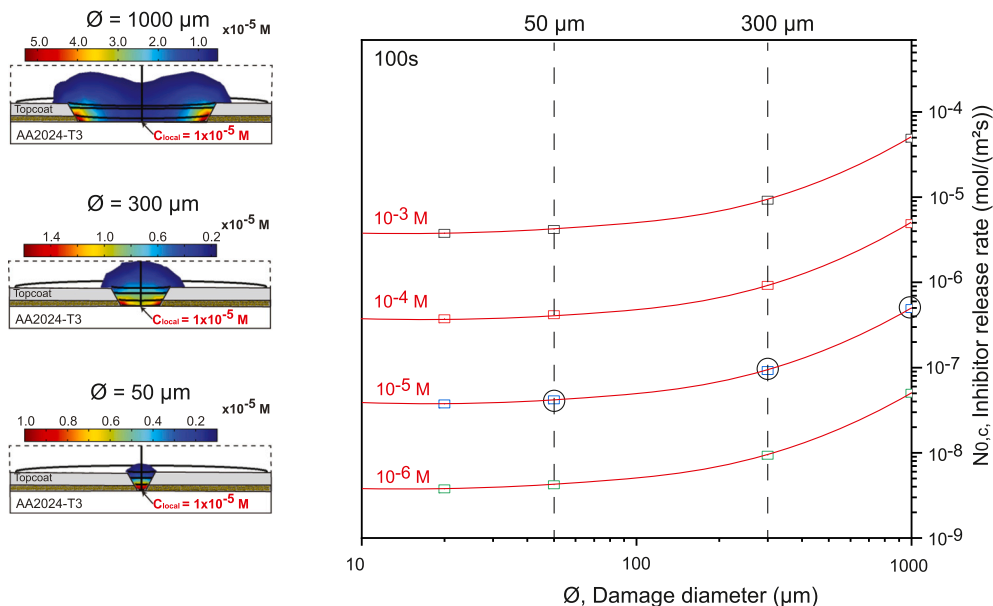 Ø = 1000 µm
x10⁻⁵ M
5.0 4.0 3.0 2.0 1.0
Topcoat
AA2024-T3
Clocal = 1x10⁻⁵ M
Ø = 300 µm
x10⁻⁵ M
1.4 1.0 0.6 0.2
Topcoat
AA2024-T3
Clocal = 1x10⁻⁵ M
Ø = 50 µm
x10⁻⁵ M
1.0 0.8 0.6 0.4 0.2
Topcoat
AA2024-T3
Clocal = 1x10⁻⁵ M
50 µm 300 µm
100s
10⁻³ M
10⁻⁴ M
10⁻⁵ M
10⁻⁶ M
10⁻⁴
10⁻⁵
10⁻⁶
10⁻⁷
10⁻⁸
10⁻⁹
N0,c, Inhibitor release rate (mol/(m²s)
10 100 1000
Ø, Damage diameter (µm)